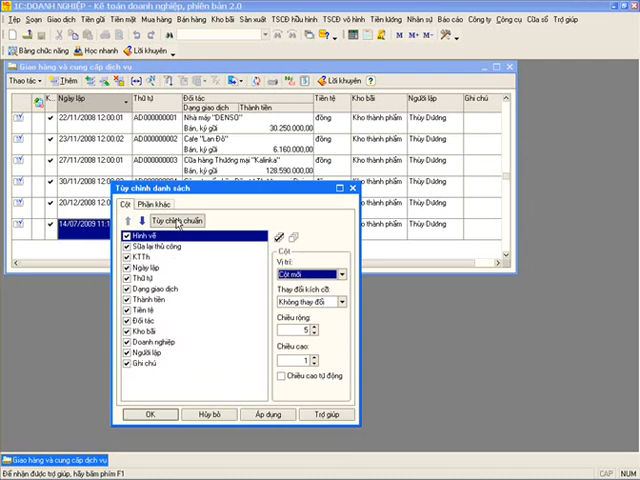 1C:DOANH NGHIỆP - Kế toán doanh nghiệp, phiên bản 2.0
Tệp Soạn Giao dịch Tiền gửi Tiền mặt Mua hàng Bán hàng Kho bãi Sản xuất TSCĐ hữu hình TSCĐ vô hình Tiền lương Nhân sự Báo cáo Công ty Công cụ Cửa sổ Trợ giúp
M M+ M-
Bảng chức năng Học nhanh Lời khuyên
Giao hàng và cung cấp dịch vụ
Thao tác Thêm Lời khuyên
K... Ngày lập Thứ tự Đối tác Tiền tệ Kho bãi Người lập Ghi chú
Dạng giao dịch Thành tiền
22/11/2008 12:00:01 AD000000001 Nhà máy "DENSO" đồng Kho thành phẩm Thùy Dương
Bán, ký gửi 30.250.000,00
23/11/2008 12:00:02 AD000000002 Cafe "Lan Đô" đồng Kho thành phẩm Thùy Dương
Bán, ký gửi 6.160.000,00
27/11/2008 12:00:01 AD000000003 Cửa hàng Thương mại "Kalinka" đồng Kho thành phẩm Thùy Dương
Bán, ký gửi 128.590.000,00
30/11/2008 12:00:0 Kho thành phẩm Thùy Dương
20/12/2008 12:00:0 Kho thành phẩm Thùy Dương
14/07/2009 11:1 Kho thành phẩm Thùy Dương
Tùy chỉnh danh sách
Cột Phần khác
Tùy chỉnh chuẩn
Hình vẽ
Sửa lại thủ công
KTTh
Ngày lập
Thứ tự
Dạng giao dịch
Thành tiền
Tiền tệ
Đối tác
Kho bãi
Doanh nghiệp
Người lập
Ghi chú
Cột
Vị trí:
Cột mới
Thay đổi kích cỡ:
Không thay đổi
Chiều rộng:
5
Chiều cao:
1
Chiều cao tự động
OK Hủy bỏ Áp dụng Trợ giúp
Giao hàng và cung cấp dịch vụ
Để nhận được trợ giúp, hãy bấm phím F1 CAP NUM